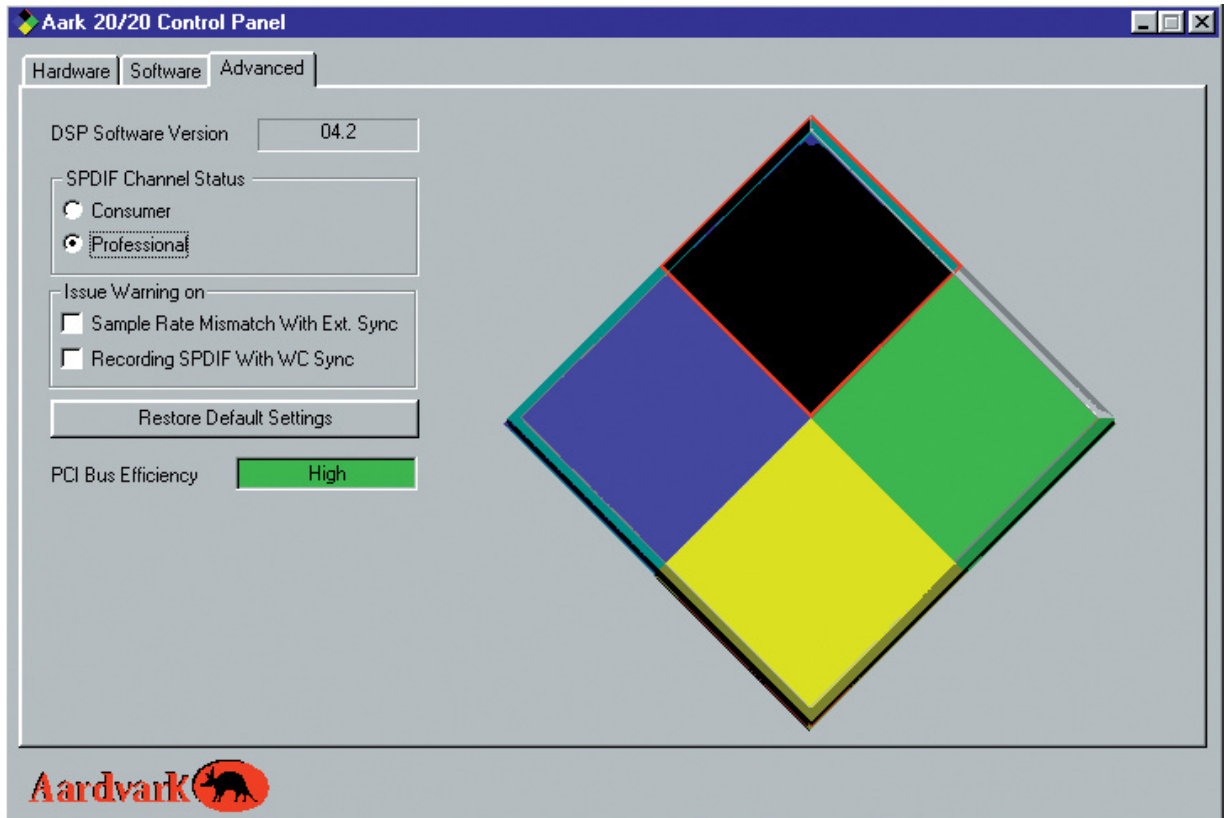 Aark 20/20 Control Panel
Hardware Software Advanced
DSP Software Version 04.2
SPDIF Channel Status
Consumer
Professional
Issue Warning on
Sample Rate Mismatch With Ext. Sync
Recording SPDIF With WC Sync
Restore Default Settings
PCI Bus Efficiency High
Aardvark